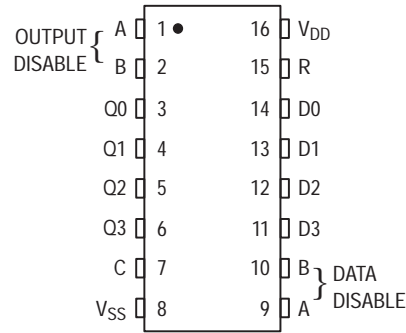 OUTPUT DISABLE { A 1 16 VDD
B 2 15 R
Q0 3 14 D0
Q1 4 13 D1
Q2 5 12 D2
Q3 6 11 D3
C 7 10 B } DATA DISABLE
VSS 8 9 A